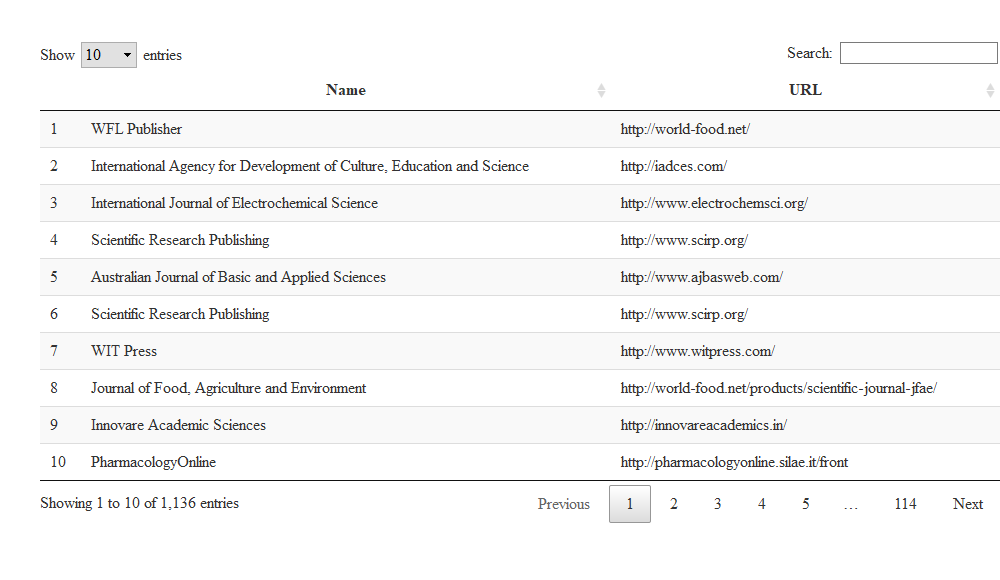 Show 10 entries Search:
Name URL
1 WFL Publisher http://world-food.net/
2 International Agency for Development of Culture, Education and Science http://iadces.com/
3 International Journal of Electrochemical Science http://www.electrochemsci.org/
4 Scientific Research Publishing http://www.scirp.org/
5 Australian Journal of Basic and Applied Sciences http://www.ajbasweb.com/
6 Scientific Research Publishing http://www.scirp.org/
7 WIT Press http://www.witpress.com/
8 Journal of Food, Agriculture and Environment http://world-food.net/products/scientific-journal-jfae/
9 Innovare Academic Sciences http://innovareacademics.in/
10 PharmacologyOnline http://pharmacologyonline.silae.it/front
Showing 1 to 10 of 1,136 entries Previous 1 2 3 4 5 … 114 Next